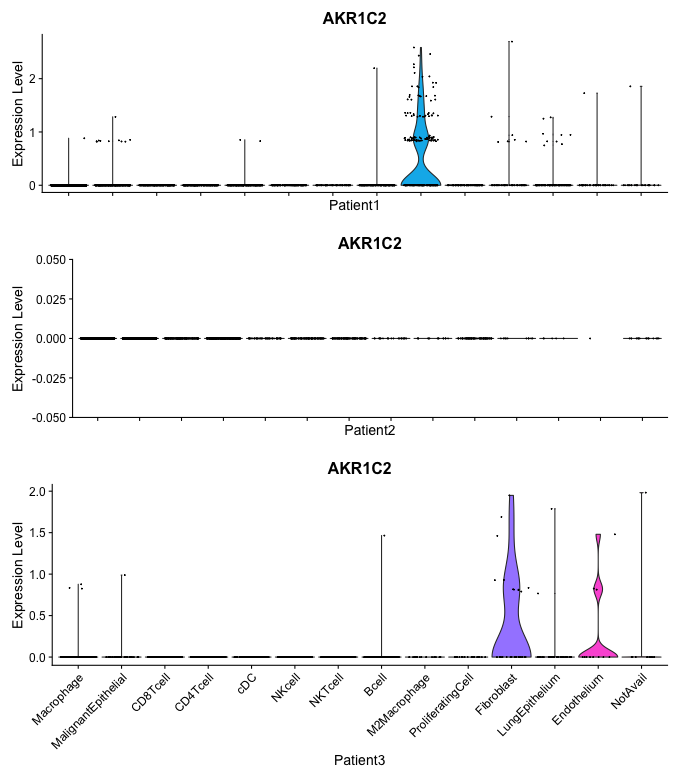 AKR1C2
Expression Level
2
1
0
Patient1
AKR1C2
Expression Level
0.050
0.025
0.000
-0.025
-0.050
Patient2
AKR1C2
Expression Level
2.0
1.5
1.0
0.5
0.0
Macrophage
MalignantEpithelial
CD8Tcell
CD4Tcell
cDC
NKcell
NKTcell
Bcell
M2Macrophage
ProliferatingCell
Fibroblast
LungEpithelium
Endothelium
NotAvail
Patient3